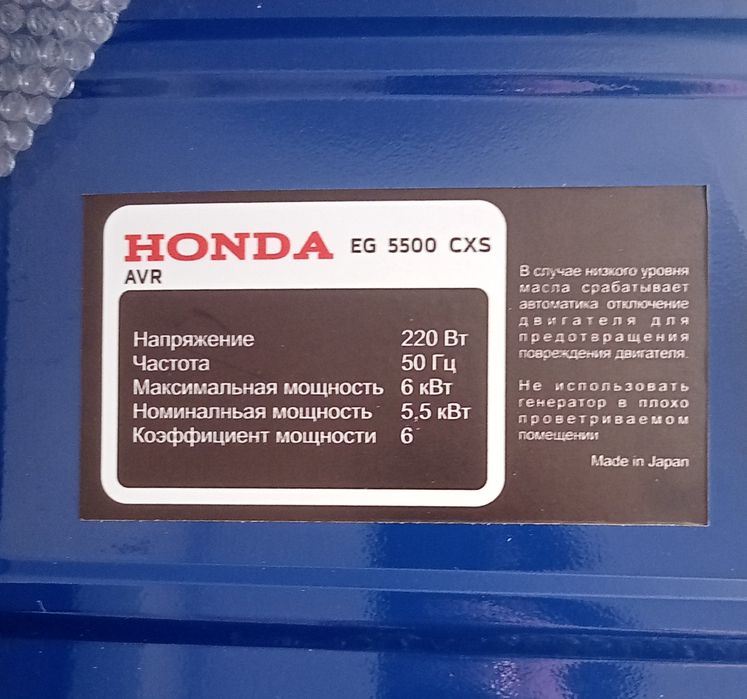 HONDA EG 5500 CXS
AVR
Напряжение 220 Вт
Частота 50 Гц
Максимальная мощность 6 кВт
Номиналньая мощность 5,5 кВт
Коэффициент мощности 6
В случае низкого уровня
масла срабатывает
автоматика отключение
двигателя для
предотвращения
повреждения двигателя.
Не использовать
генератор в плохо
проветриваемом
помещении
Made in Japan